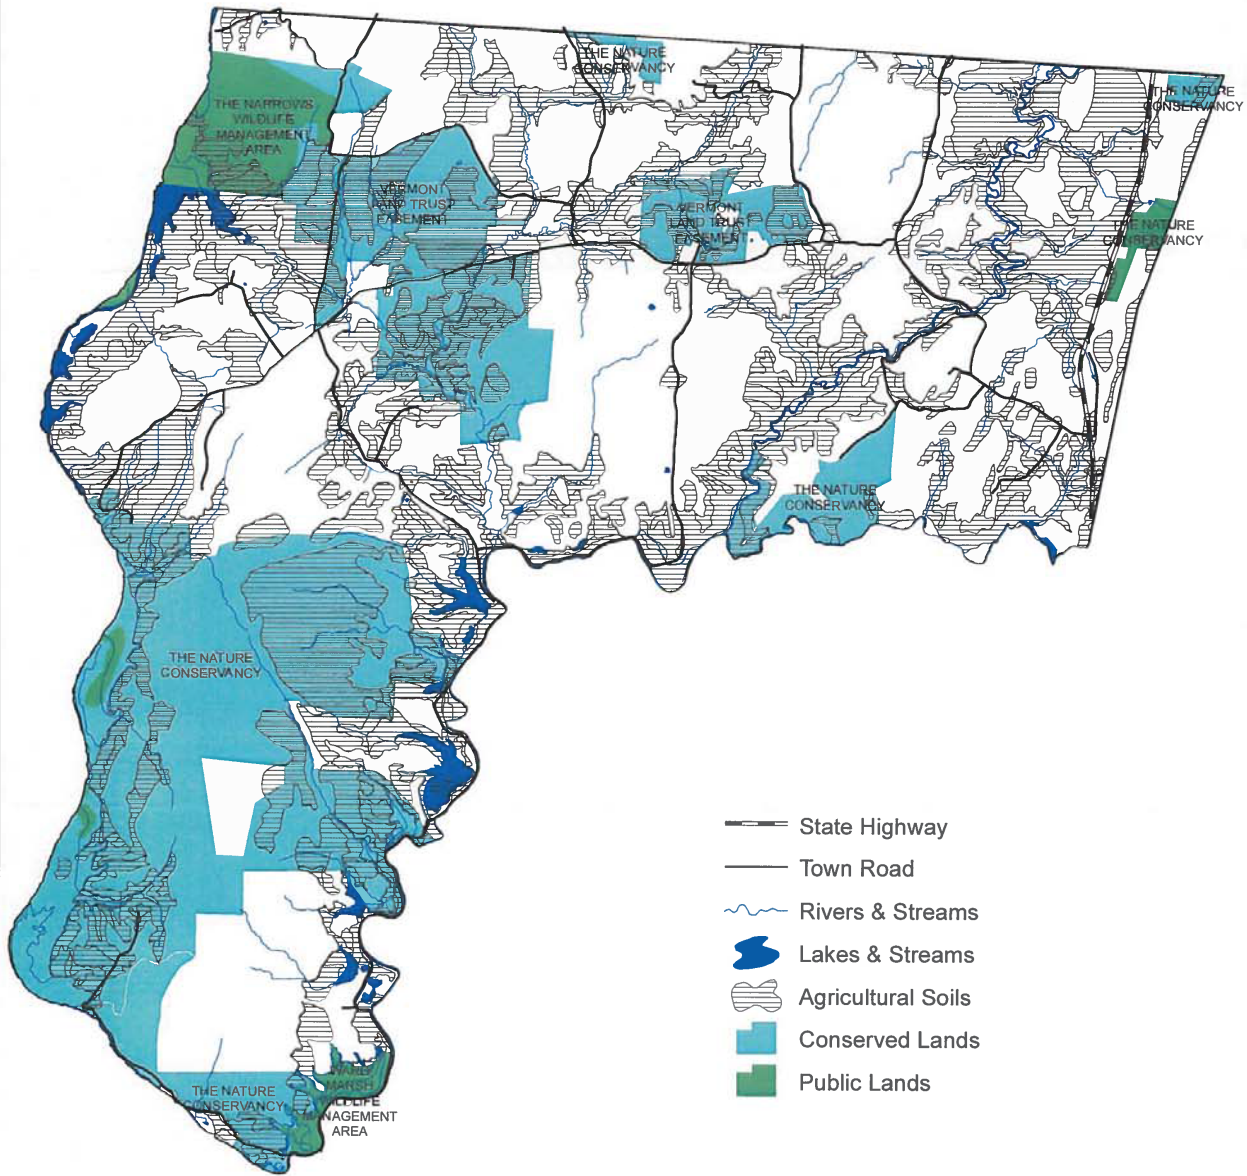 THE NATURE
CONSERVANCY
THE NATURE
CONSERVANCY
THE NARROWS
WILDLIFE
MANAGEMENT
AREA
VERMONT
LAND TRUST
EASEMENT
VERMONT
LAND TRUST
EASEMENT
THE NATURE
CONSERVANCY
THE NATURE
CONSERVANCY
THE NATURE
CONSERVANCY
State Highway
Town Road
Rivers & Streams
Lakes & Streams
Agricultural Soils
Conserved Lands
Public Lands
THE NATURE
CONSERVANCY
MARSH
WILDLIFE
MANAGEMENT
AREA